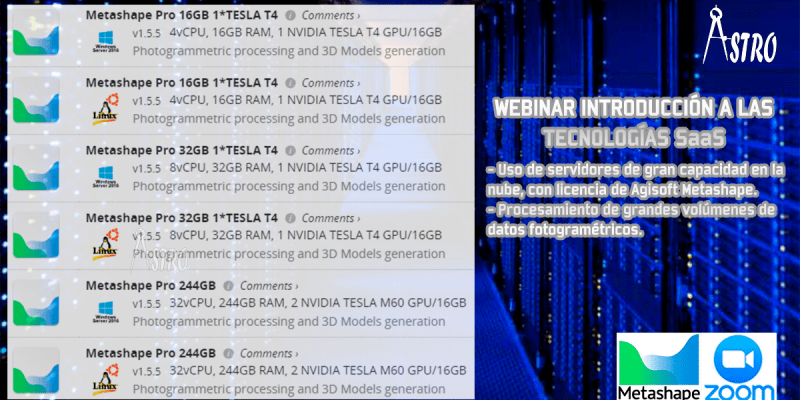 Metashape Pro 16GB 1*TESLA T4 i Comments ›
Windows Server 2016 v1.5.5 4vCPU, 16GB RAM, 1 NVIDIA TESLA T4 GPU/16GB
Photogrammetric processing and 3D Models generation
Metashape Pro 16GB 1*TESLA T4 i Comments ›
Linux v1.5.5 4vCPU, 16GB RAM, 1 NVIDIA TESLA T4 GPU/16GB
Photogrammetric processing and 3D Models generation
Metashape Pro 32GB 1*TESLA T4 i Comments ›
Windows Server 2016 v1.5.5 8vCPU, 32GB RAM, 1 NVIDIA TESLA T4 GPU/16GB
Photogrammetric processing and 3D Models generation
Metashape Pro 32GB 1*TESLA T4 i Comments ›
Linux v1.5.5 8vCPU, 32GB RAM, 1 NVIDIA TESLA T4 GPU/16GB
Photogrammetric processing and 3D Models generation
ASTRO
Metashape Pro 244GB i Comments ›
Windows Server 2016 v1.5.5 32vCPU, 244GB RAM, 2 NVIDIA TESLA M60 GPU/16GB
Photogrammetric processing and 3D Models generation
Metashape Pro 244GB i Comments ›
Linux v1.5.5 32vCPU, 244GB RAM, 2 NVIDIA TESLA M60 GPU/16GB
Photogrammetric processing and 3D Models generation
ASTRO
WEBINAR INTRODUCCIÓN A LAS
TECNOLOGÍAS SaaS
- Uso de servidores de gran capacidad en la
nube, con licencia de Agisoft Metashape.
- Procesamiento de grandes volúmenes de
datos fotogramétricos.
Metashape
zoom